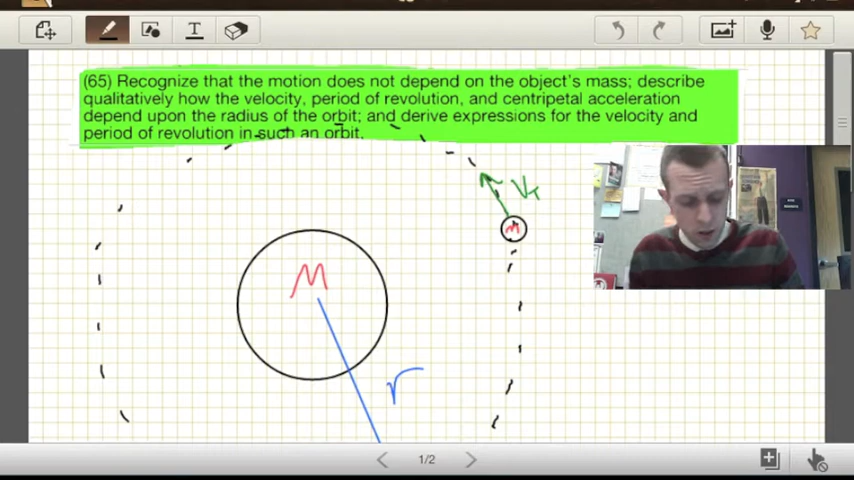 (65) Recognize that the motion does not depend on the object's mass; describe
qualitatively how the velocity, period of revolution, and centripetal acceleration
depend upon the radius of the orbit; and derive expressions for the velocity and
period of revolution in such an orbit.
V_T
M
M
r
1/2
T